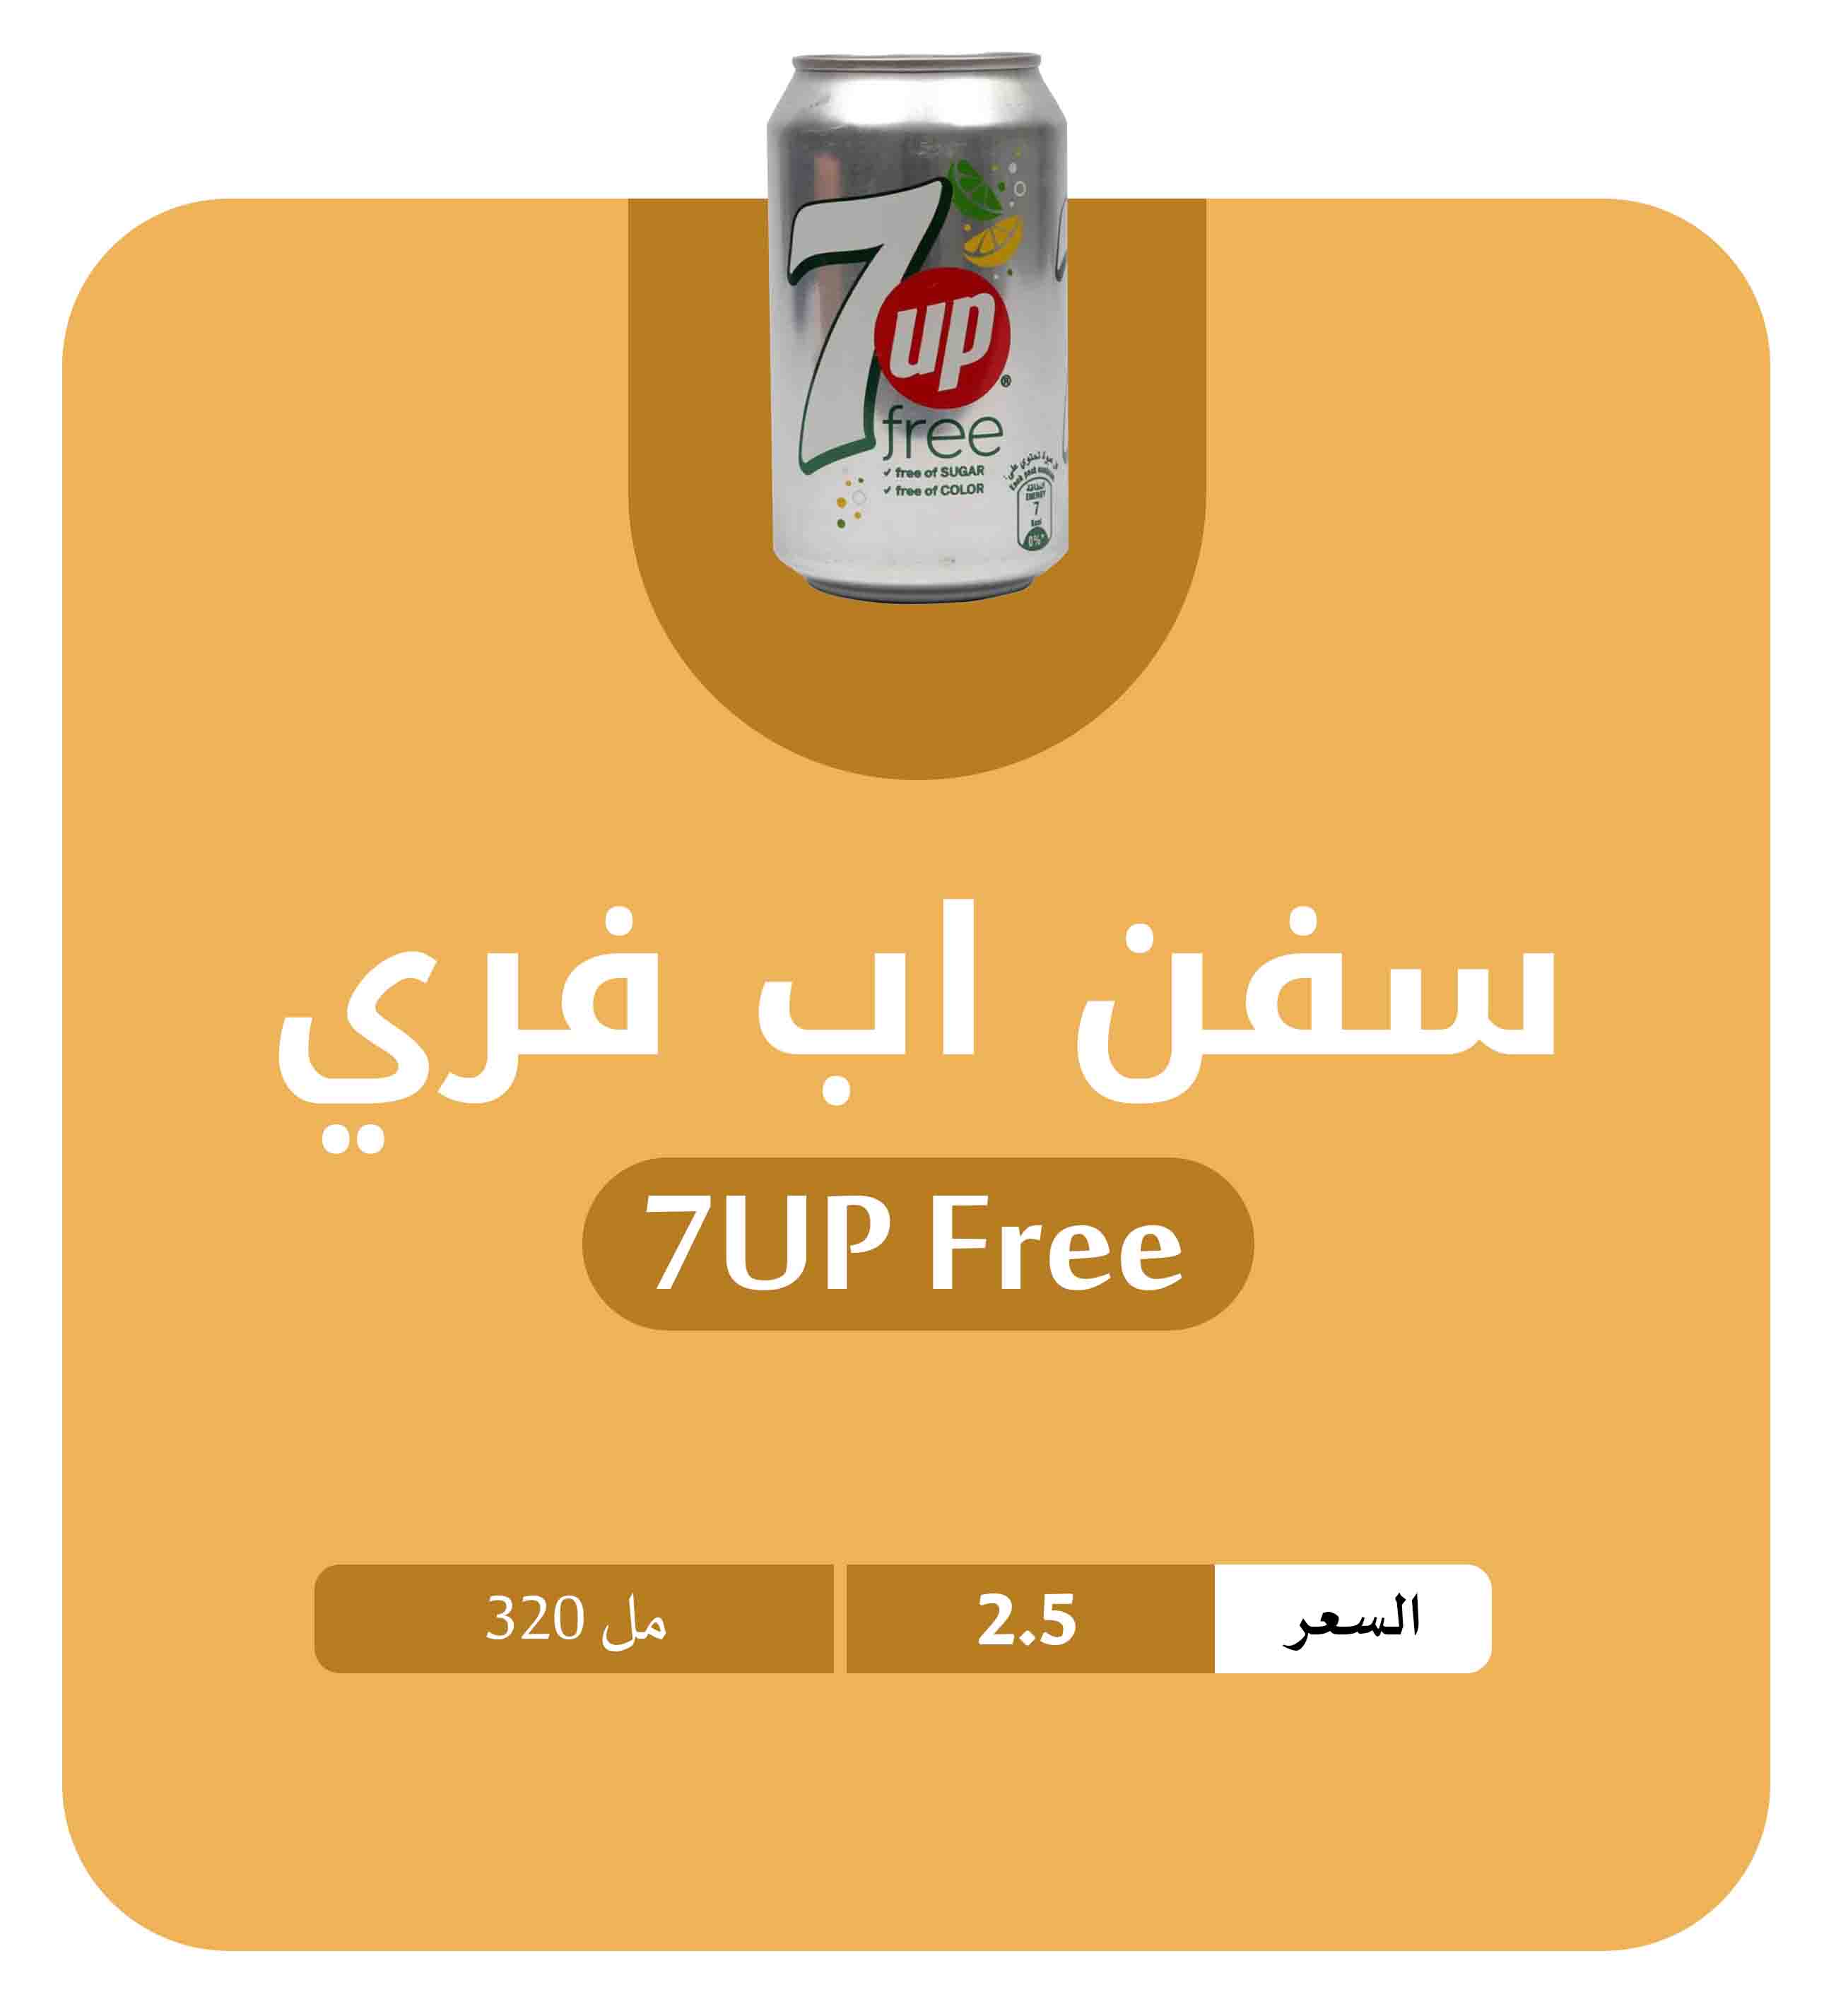 7up
free
✓ free of SUGAR
✓ free of COLOR
الطاقة
ENERGY
7
Kcal
0%*
سفن اب فري
7UP Free
السعر 2.5 320 مل